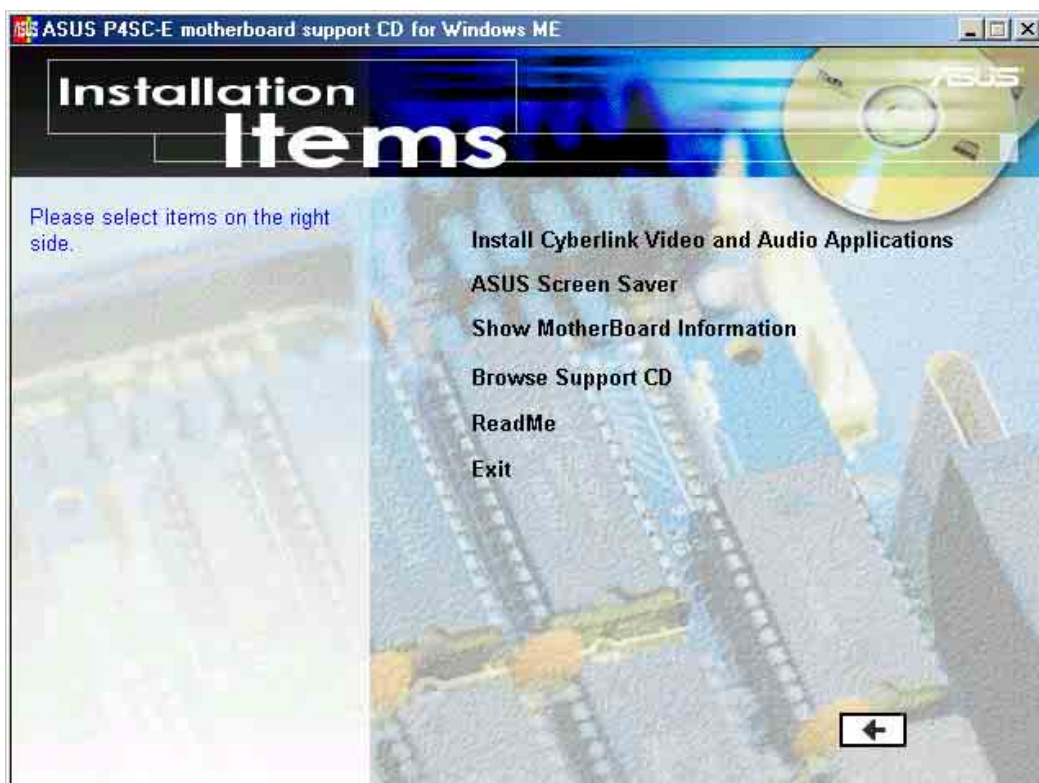 ASUS P4SC-E motherboard support CD for Windows ME
ASUS
Installation
Items
Please select items on the right
side.
Install Cyberlink Video and Audio Applications
ASUS Screen Saver
Show MotherBoard Information
Browse Support CD
ReadMe
Exit